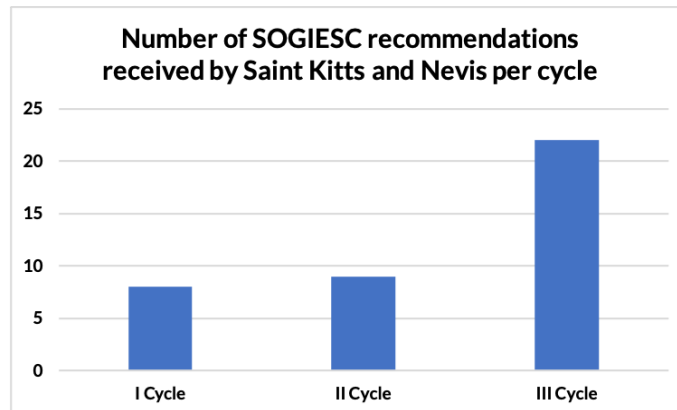 Number of SOGIESC recommendations
received by Saint Kitts and Nevis per cycle
25
20
15
10
5
0
I Cycle
II Cycle
III Cycle